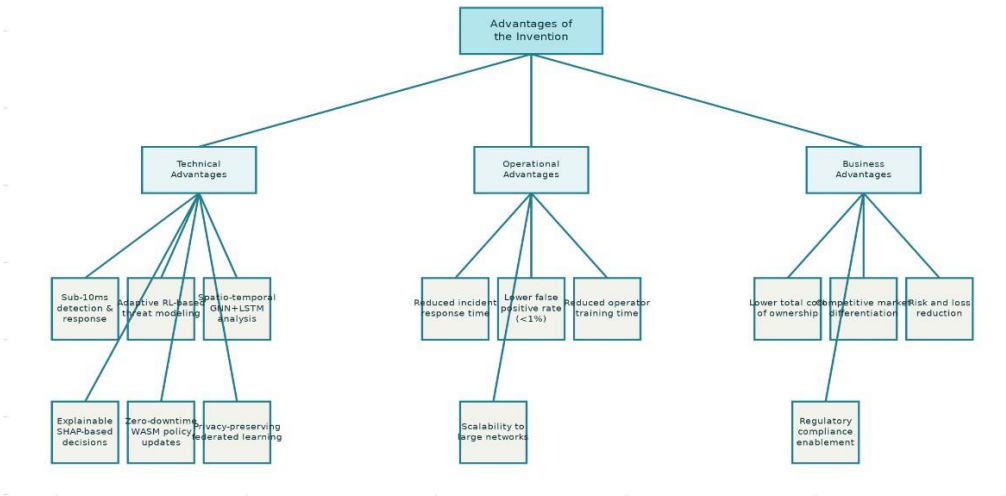 Advantages of
the Invention
Technical
Advantages
Operational
Advantages
Business
Advantages
Sub-10ms
detection &
response
Adaptive RL-based
threat modeling
Spatio-temporal
GNN+LSTM
analysis
Reduced incident
response time
Lower false
positive rate
(<1%)
Reduced operator
training time
Lower total cost
of ownership
Competitive market
differentiation
Risk and loss
reduction
Explainable
SHAP-based
decisions
Zero-downtime
WASM policy
updates
Privacy-preserving
federated learning
Scalability to
large networks
Regulatory
compliance
enablement